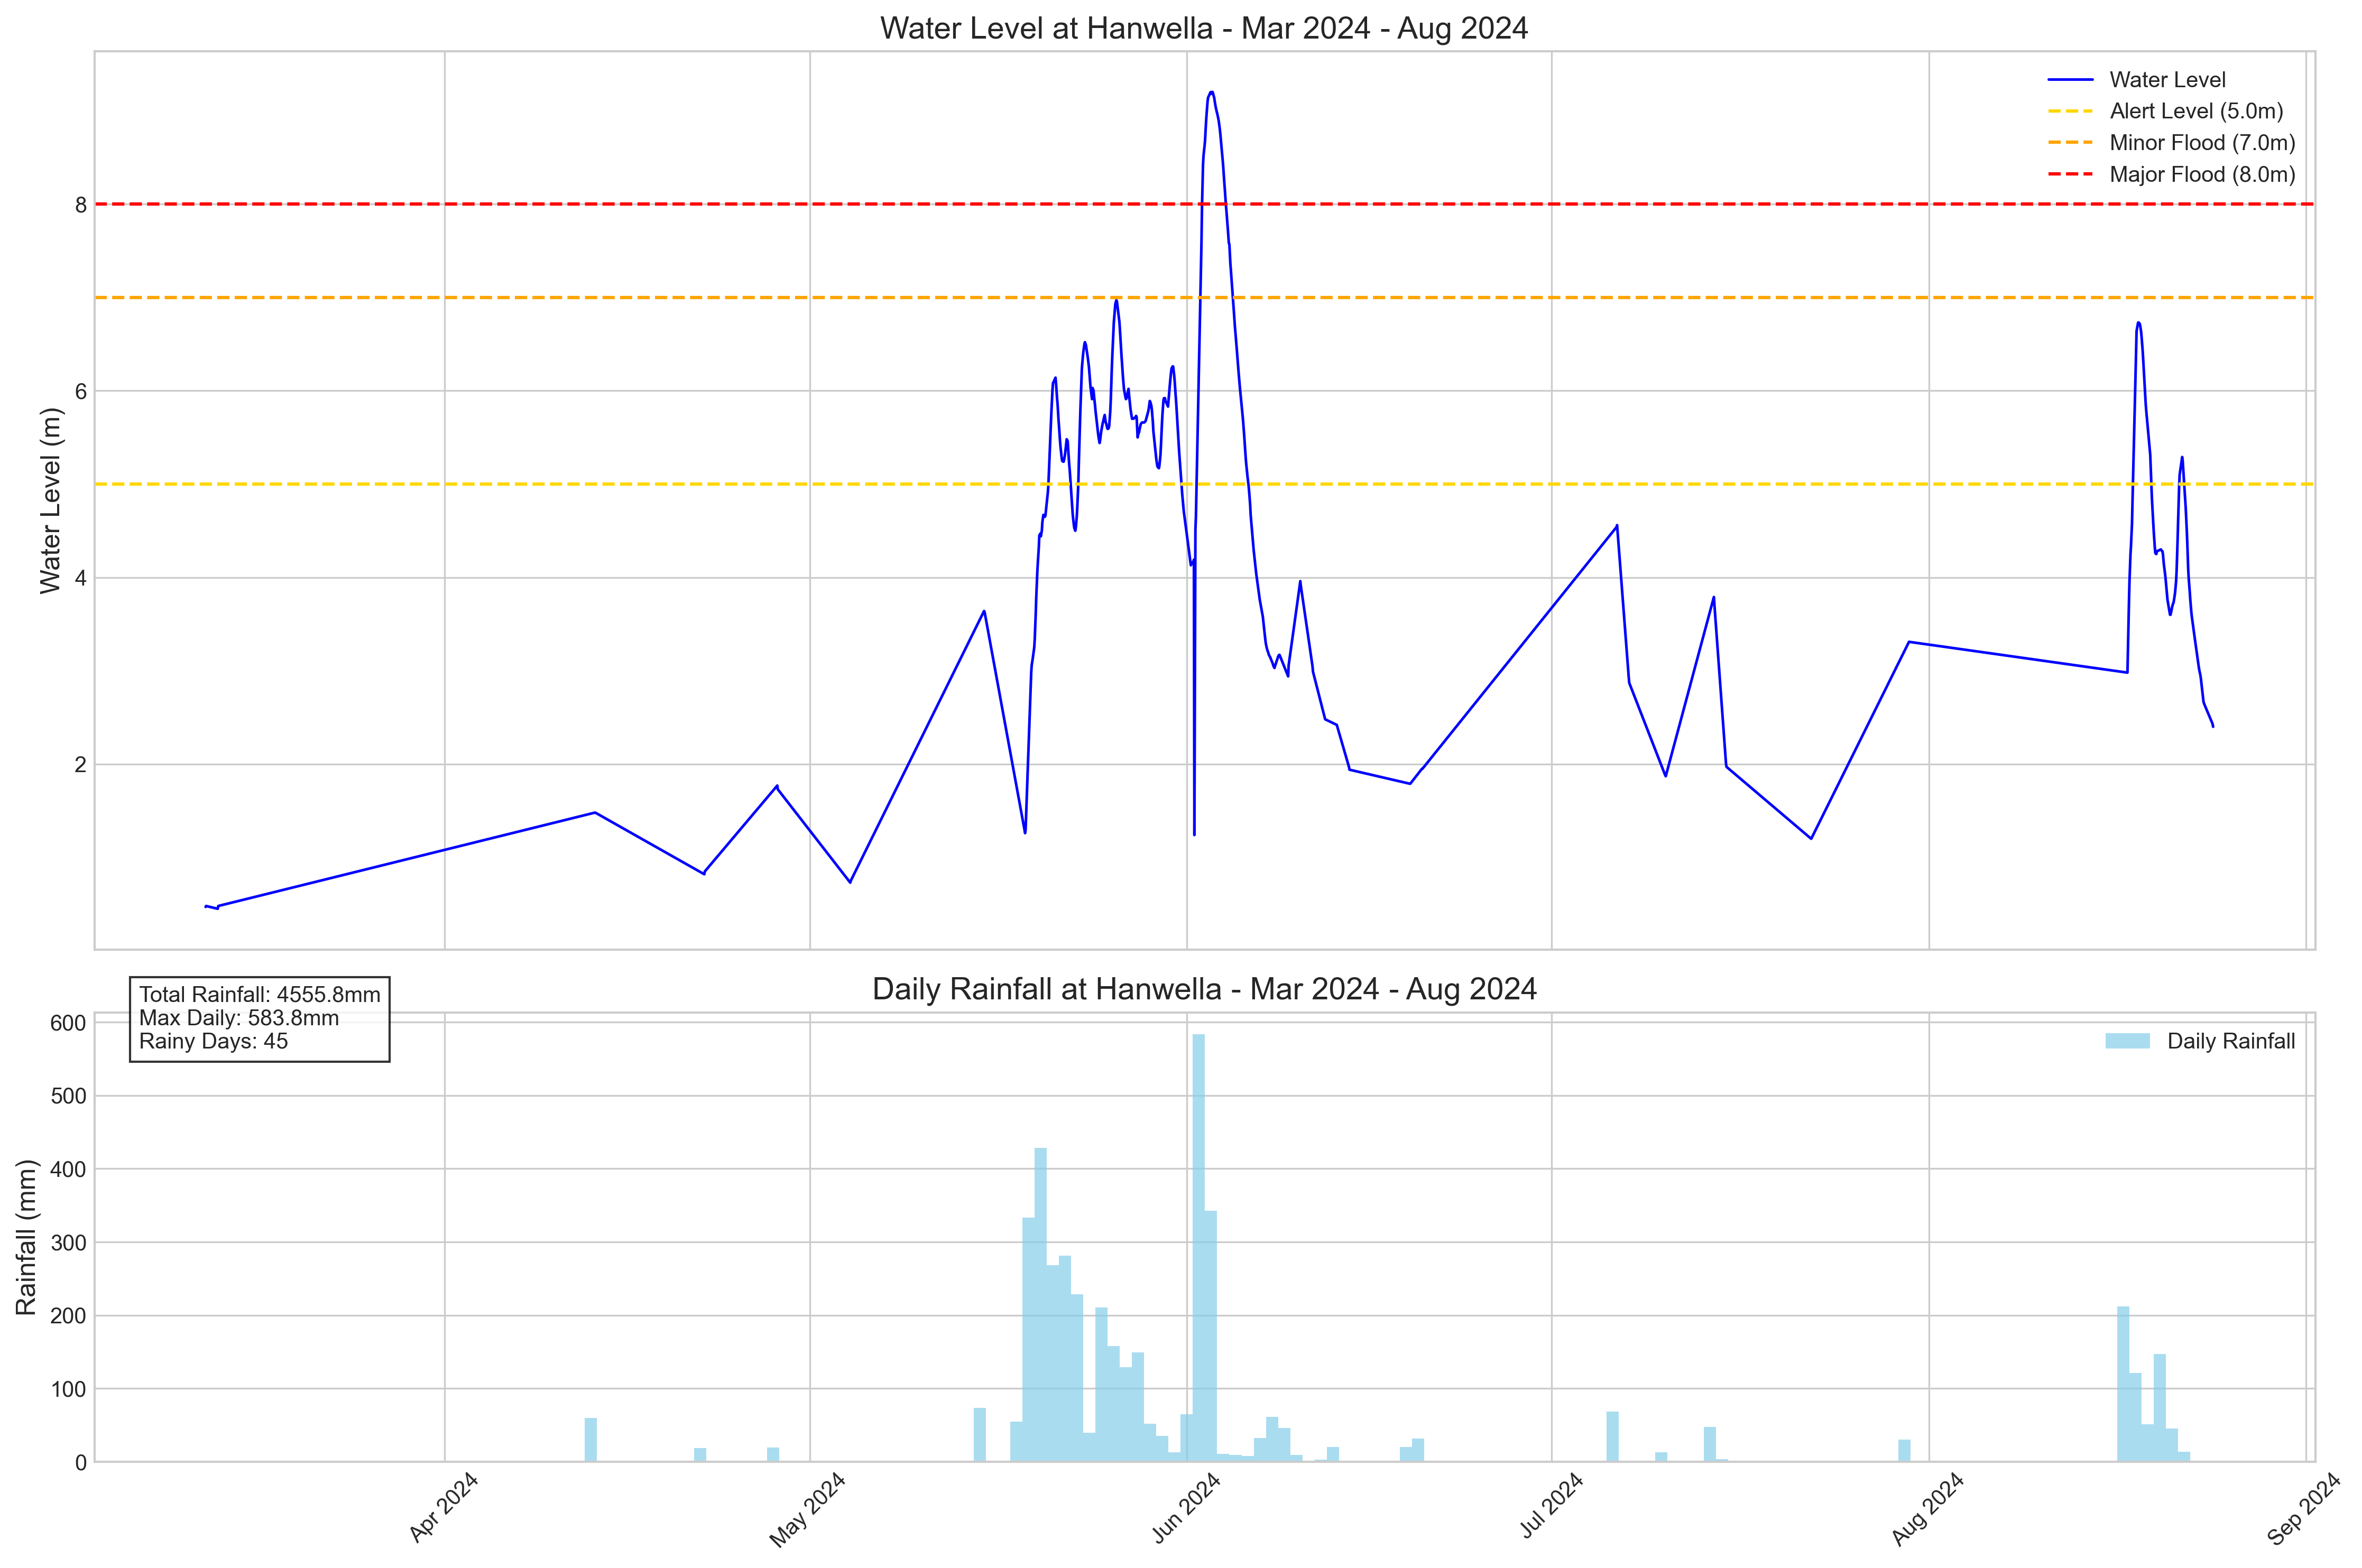 Water Level at Hanwella - Mar 2024 - Aug 2024
Water Level (m)
8
6
4
2
Water Level
Alert Level (5.0m)
Minor Flood (7.0m)
Major Flood (8.0m)
Daily Rainfall at Hanwella - Mar 2024 - Aug 2024
Total Rainfall: 4555.8mm
Max Daily: 583.8mm
Rainy Days: 45
Rainfall (mm)
600
500
400
300
200
100
0
Daily Rainfall
Apr 2024
May 2024
Jun 2024
Jul 2024
Aug 2024
Sep 2024